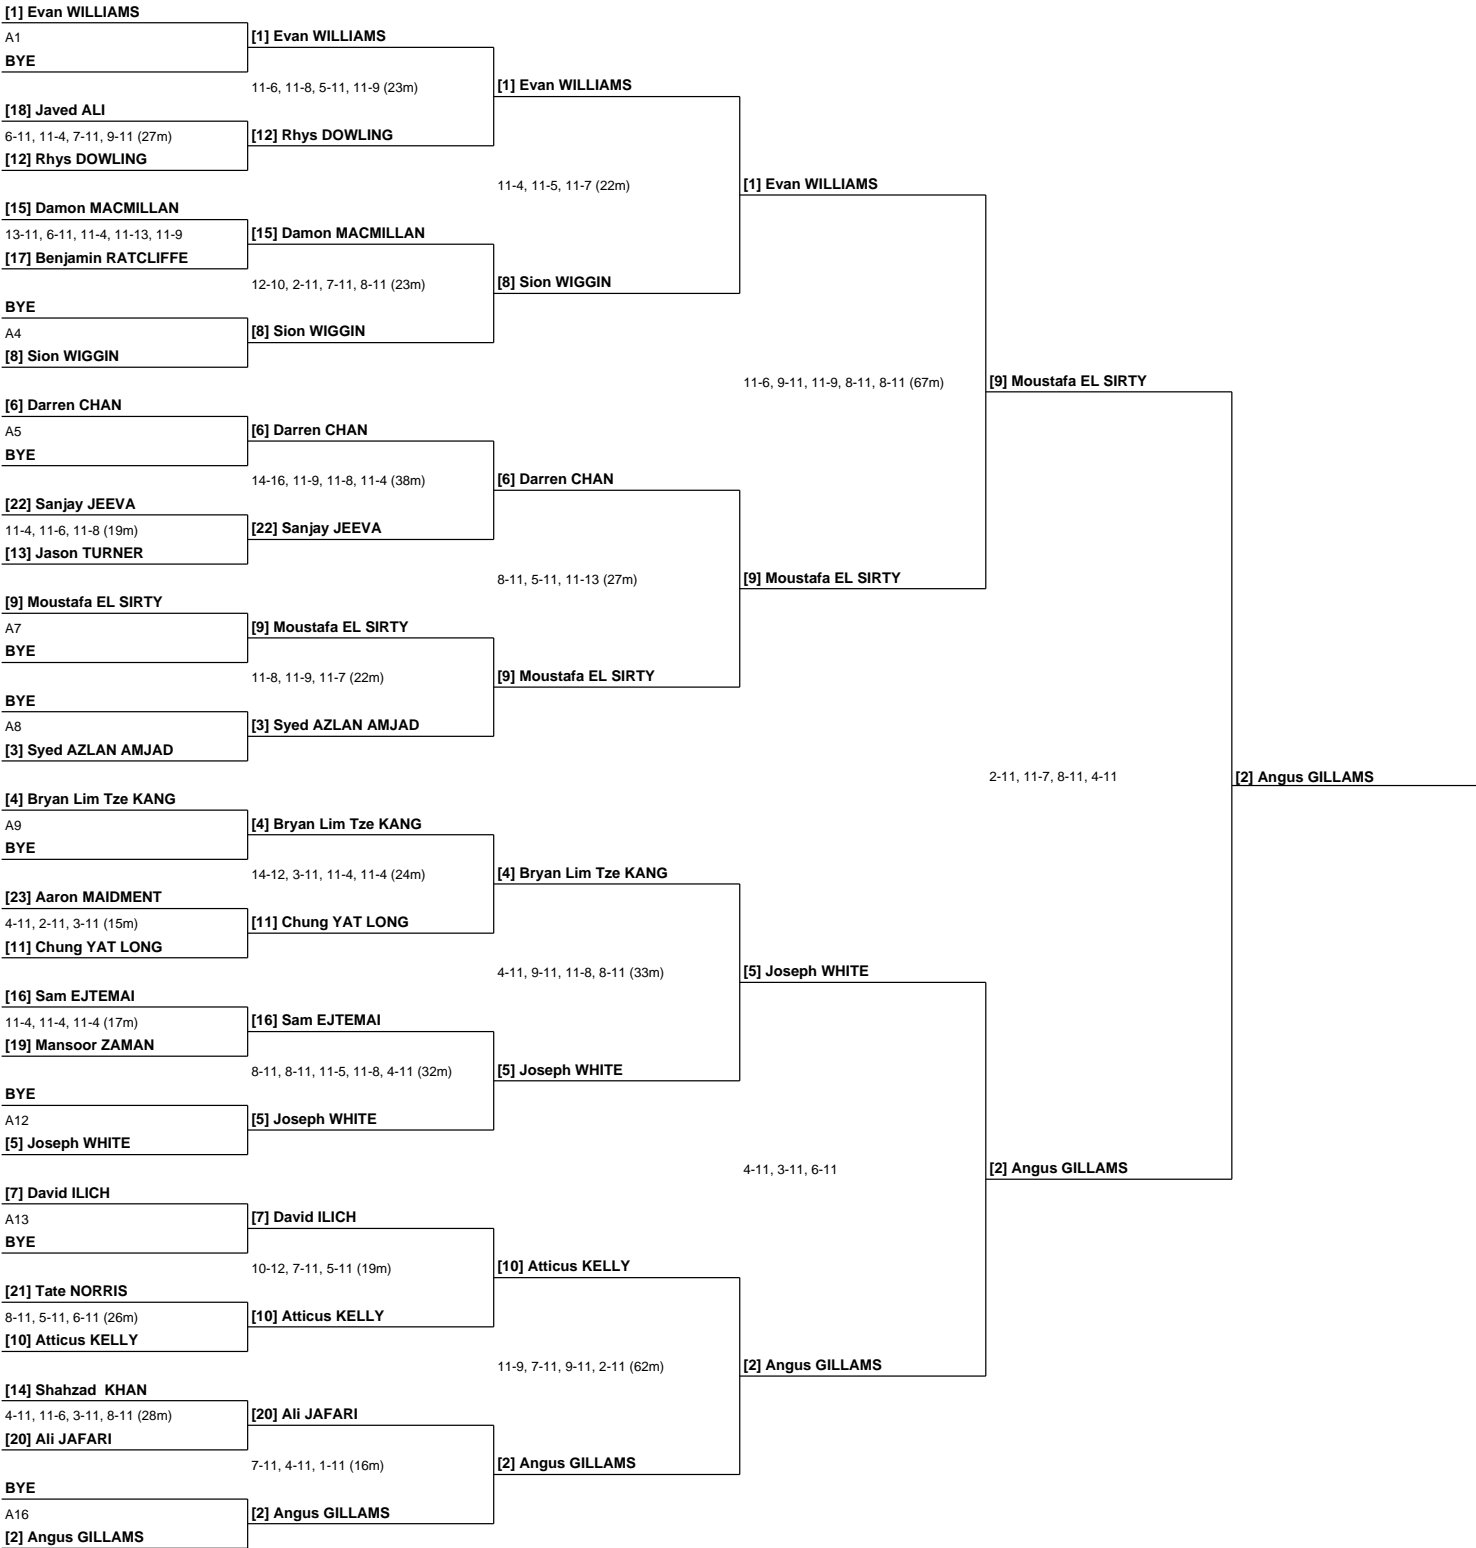 [1] Evan WILLIAMS
A1
BYE
[18] Javed ALI
6-11, 11-4, 7-11, 9-11 (27m)
[12] Rhys DOWLING
[15] Damon MACMILLAN
13-11, 6-11, 11-4, 11-13, 11-9
[17] Benjamin RATCLIFFE
BYE
A4
[8] Sion WIGGIN
[6] Darren CHAN
A5
BYE
[22] Sanjay JEEVA
11-4, 11-6, 11-8 (19m)
[13] Jason TURNER
[9] Moustafa EL SIRTY
A7
BYE
BYE
A8
[3] Syed AZLAN AMJAD
[4] Bryan Lim Tze KANG
A9
BYE
[23] Aaron MAIDMENT
4-11, 2-11, 3-11 (15m)
[11] Chung YAT LONG
[16] Sam EJTEMAI
11-4, 11-4, 11-4 (17m)
[19] Mansoor ZAMAN
BYE
A12
[5] Joseph WHITE
[7] David ILICH
A13
BYE
[21] Tate NORRIS
8-11, 5-11, 6-11 (26m)
[10] Atticus KELLY
[14] Shahzad  KHAN
4-11, 11-6, 3-11, 8-11 (28m)
[20] Ali JAFARI
BYE
A16
[2] Angus GILLAMS
[1] Evan WILLIAMS
11-6, 11-8, 5-11, 11-9 (23m)
[12] Rhys DOWLING
[15] Damon MACMILLAN
12-10, 2-11, 7-11, 8-11 (23m)
[8] Sion WIGGIN
[6] Darren CHAN
14-16, 11-9, 11-8, 11-4 (38m)
[22] Sanjay JEEVA
[9] Moustafa EL SIRTY
11-8, 11-9, 11-7 (22m)
[3] Syed AZLAN AMJAD
[4] Bryan Lim Tze KANG
14-12, 3-11, 11-4, 11-4 (24m)
[11] Chung YAT LONG
[16] Sam EJTEMAI
8-11, 8-11, 11-5, 11-8, 4-11 (32m)
[5] Joseph WHITE
[7] David ILICH
10-12, 7-11, 5-11 (19m)
[10] Atticus KELLY
[20] Ali JAFARI
7-11, 4-11, 1-11 (16m)
[2] Angus GILLAMS
[1] Evan WILLIAMS
11-4, 11-5, 11-7 (22m)
[8] Sion WIGGIN
[6] Darren CHAN
8-11, 5-11, 11-13 (27m)
[9] Moustafa EL SIRTY
[4] Bryan Lim Tze KANG
4-11, 9-11, 11-8, 8-11 (33m)
[5] Joseph WHITE
[10] Atticus KELLY
11-9, 7-11, 9-11, 2-11 (62m)
[2] Angus GILLAMS
[1] Evan WILLIAMS
11-6, 9-11, 11-9, 8-11, 8-11 (67m)
[9] Moustafa EL SIRTY
[5] Joseph WHITE
4-11, 3-11, 6-11
[2] Angus GILLAMS
[9] Moustafa EL SIRTY
2-11, 11-7, 8-11, 4-11
[2] Angus GILLAMS
[2] Angus GILLAMS